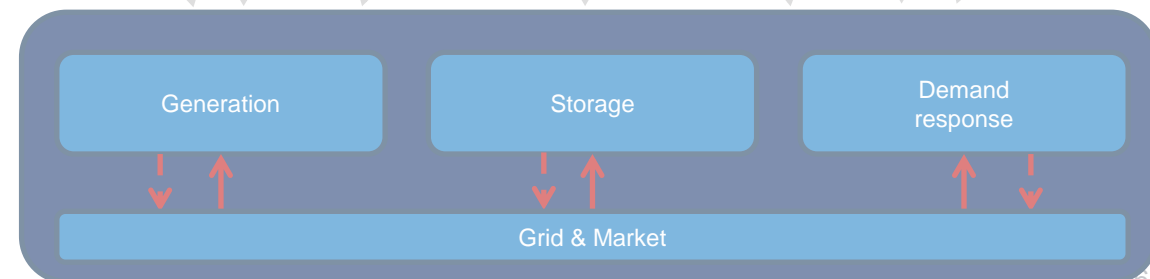 Generation
Storage
Demand
response
Grid & Market